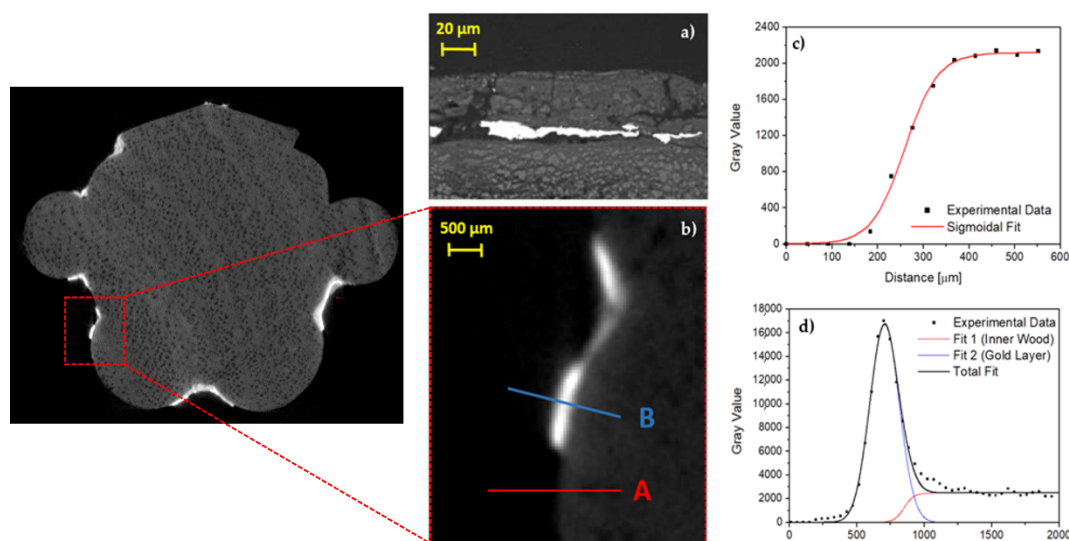 20 µm
a)
500 µm
b)
B
A
c)
2400
2000
1600
1200
800
400
0
Gray Value
Experimental Data
Sigmoidal Fit
0 100 200 300 400 500 600
Distance [µm]
d)
18000
16000
14000
12000
10000
8000
6000
4000
2000
0
Gray Value
Experimental Data
Fit 1 (Inner Wood)
Fit 2 (Gold Layer)
Total Fit
0 500 1000 1500 2000